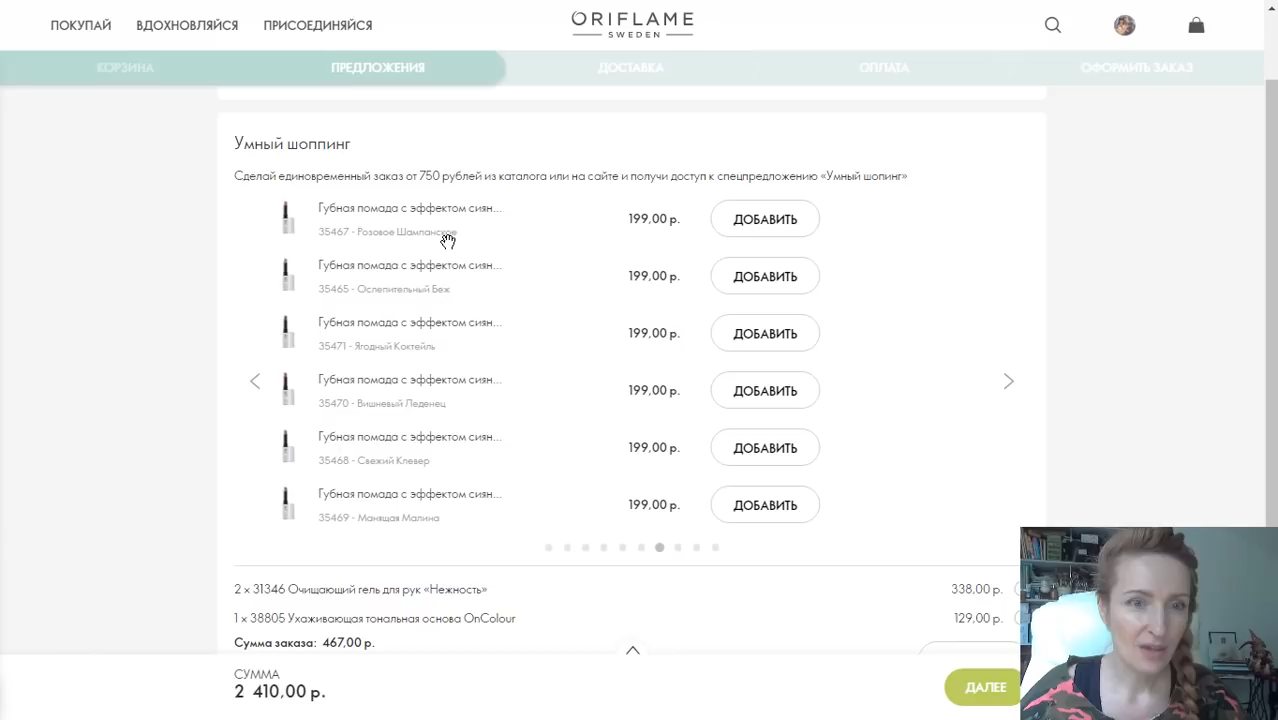 ПОКУПАЙ ВДОХНОВЛЯЙСЯ ПРИСОЕДИНЯЙСЯ
ORIFLAME
SWEDEN
КОРЗИНА ПРЕДЛОЖЕНИЯ ДОСТАВКА ОПЛАТА ОФОРМИТЬ ЗАКАЗ
Умный шоппинг
Сделай единовременный заказ от 750 рублей из каталога или на сайте и получи доступ к спецпредложению «Умный шопинг»
Губная помада с эффектом сиян...
35467 - Розовое Шампанское
199,00 р. ДОБАВИТЬ
Губная помада с эффектом сиян...
35465 - Ослепительный Беж
199,00 р. ДОБАВИТЬ
Губная помада с эффектом сиян...
35471 - Ягодный Коктейль
199,00 р. ДОБАВИТЬ
Губная помада с эффектом сиян...
35470 - Вишневый Леденец
199,00 р. ДОБАВИТЬ
Губная помада с эффектом сиян...
35468 - Свежий Клевер
199,00 р. ДОБАВИТЬ
Губная помада с эффектом сиян...
35469 - Манящая Малина
199,00 р. ДОБАВИТЬ
2 x 31346 Очищающий гель для рук «Нежность» 338,00 р.
1 x 38805 Ухаживающая тональная основа OnColour 129,00 р.
Сумма заказа: 467,00 р.
СУММА
2 410,00 р.
ДАЛЕЕ